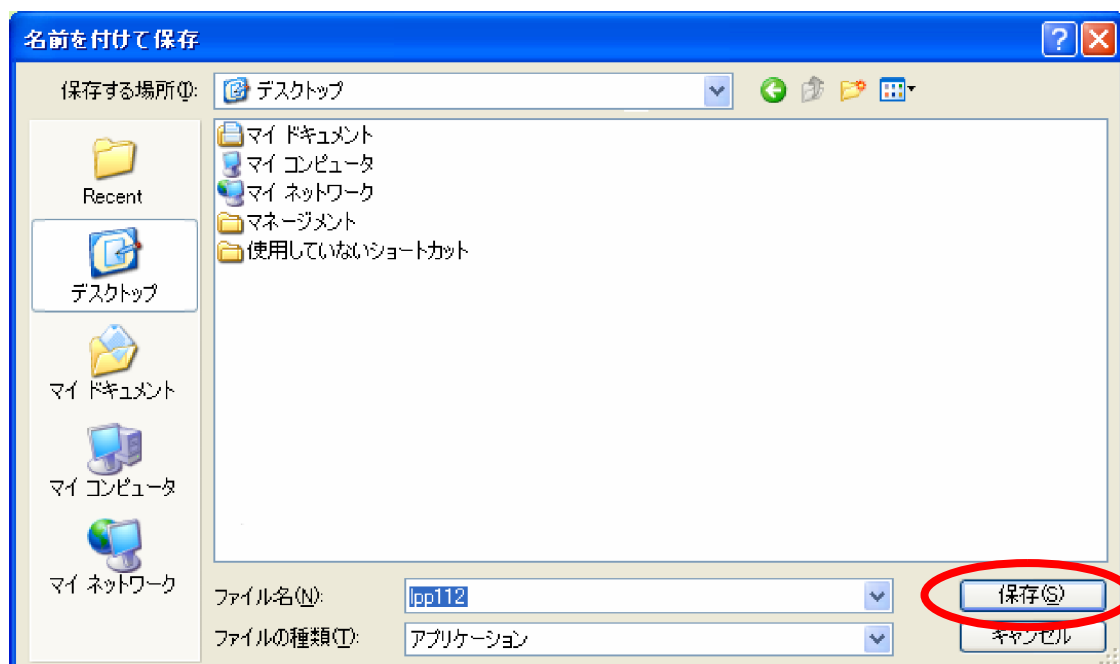 名前を付けて保存
保存する場所(I):
デスクトップ
Recent
デスクトップ
マイ ドキュメント
マイ コンピュータ
マイ ネットワーク
マイ ドキュメント
マイ コンピュータ
マイ ネットワーク
マネージメント
使用していないショートカット
ファイル名(N):
lpp112
保存(S)
ファイルの種類(T):
アプリケーション
キャンセル